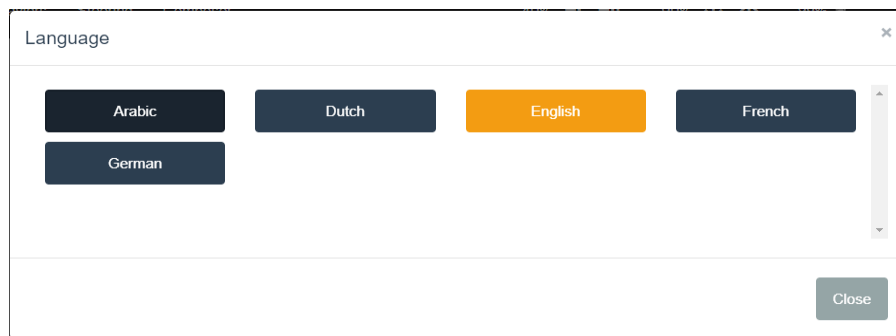 Language
×
Arabic
Dutch
English
French
German
Close